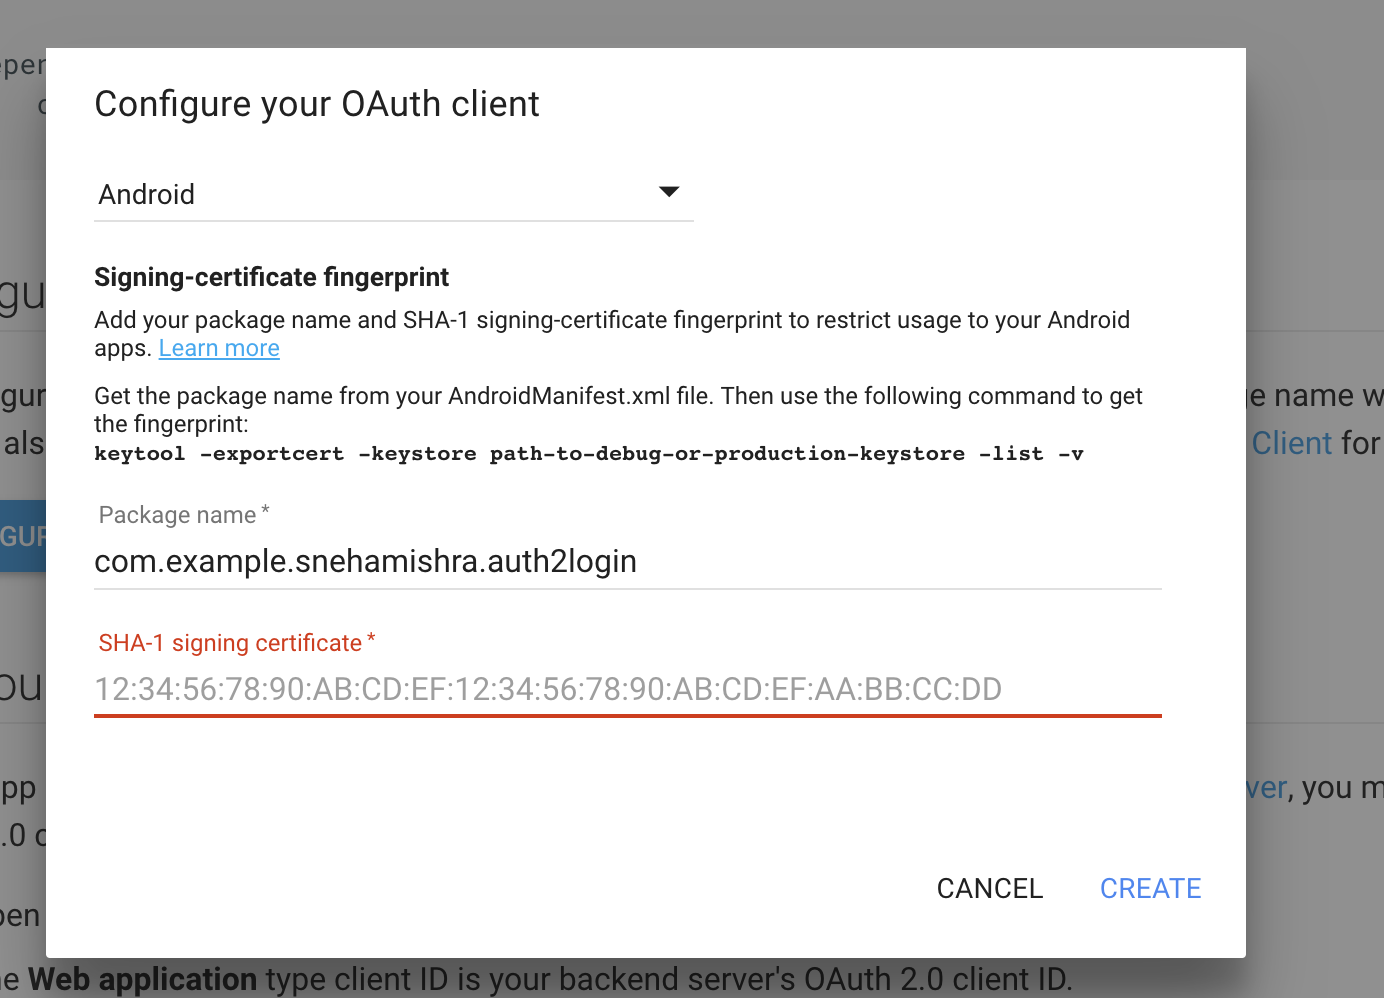 Configure your OAuth client
Android
Signing-certificate fingerprint
Add your package name and SHA-1 signing-certificate fingerprint to restrict usage to your Android
apps. Learn more
Get the package name from your AndroidManifest.xml file. Then use the following command to get
the fingerprint:
keytool -exportcert -keystore path-to-debug-or-production-keystore -list -v
Package name *
com.example.snehamishra.auth2login
SHA-1 signing certificate *
12:34:56:78:90:AB:CD:EF:12:34:56:78:90:AB:CD:EF:AA:BB:CC:DD
CANCEL CREATE
name w
Client for
, you m
Web application type client ID is your backend server's OAuth 2.0 client ID.